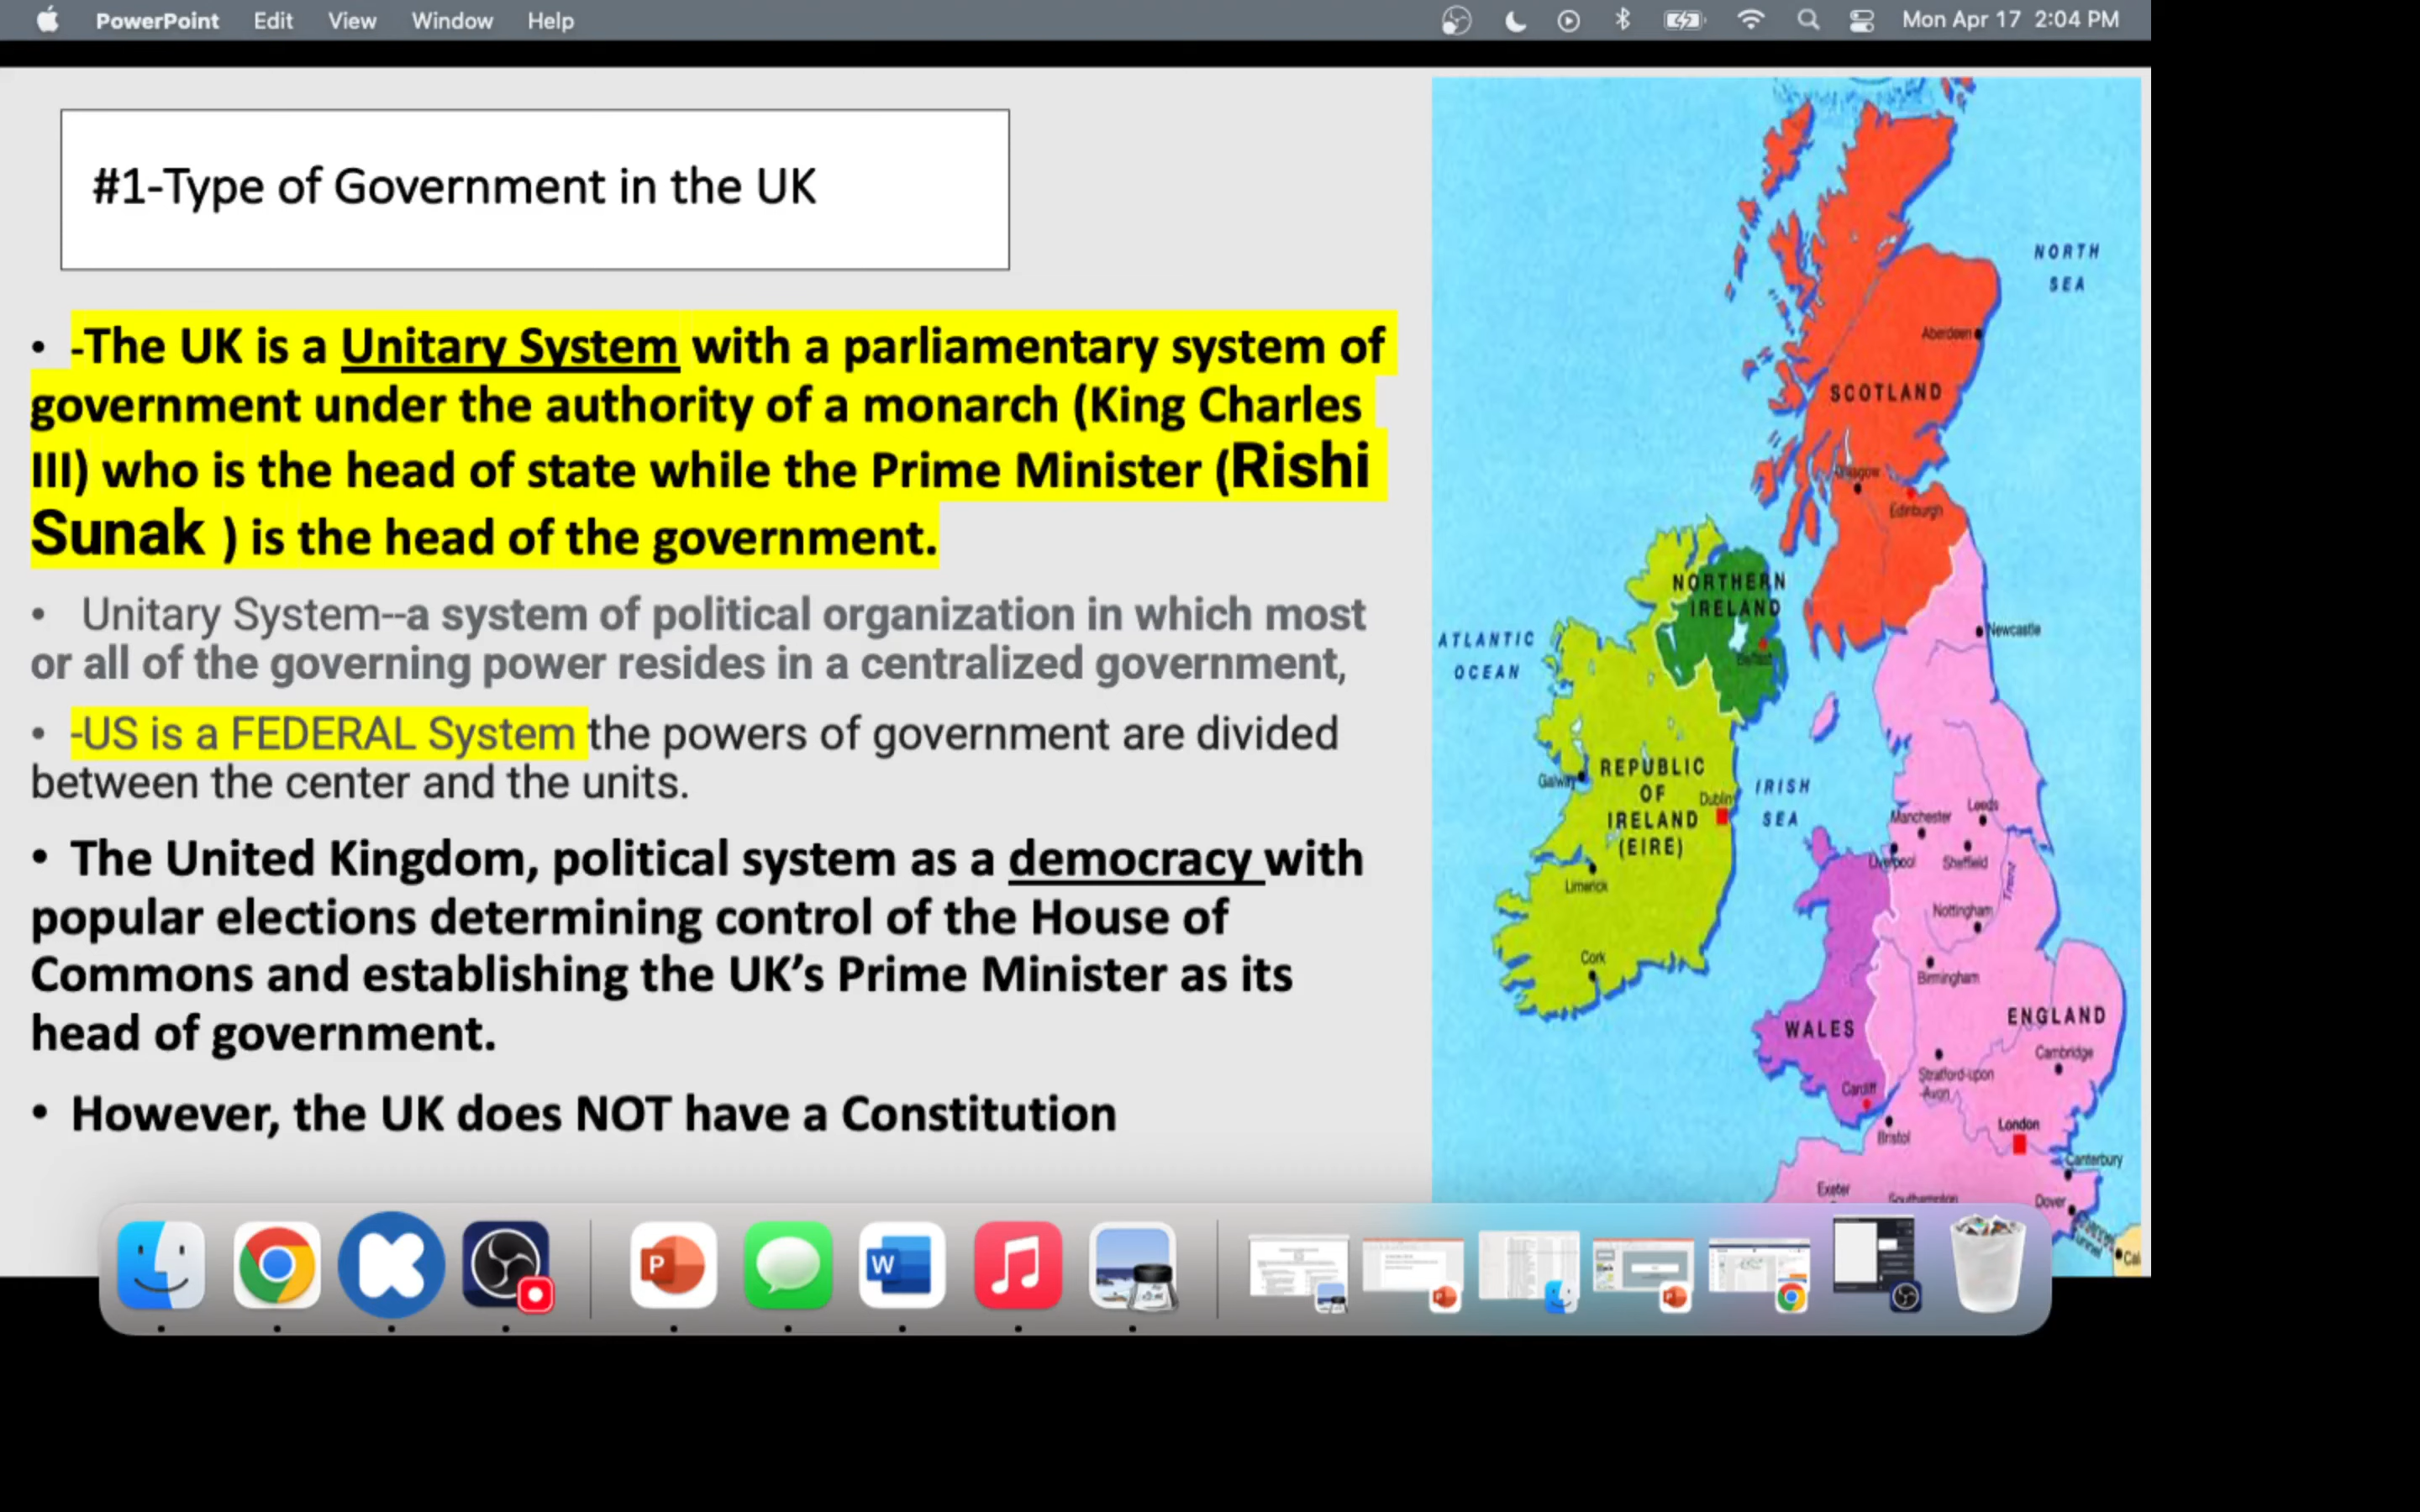 PowerPoint Edit View Window Help Mon Apr 17 2:04 PM
#1-Type of Government in the UK
• -The UK is a Unitary System with a parliamentary system of
government under the authority of a monarch (King Charles
III) who is the head of state while the Prime Minister (Rishi
Sunak ) is the head of the government.
• Unitary System--a system of political organization in which most
or all of the governing power resides in a centralized government,
• -US is a FEDERAL System the powers of government are divided
between the center and the units.
• The United Kingdom, political system as a democracy with
popular elections determining control of the House of
Commons and establishing the UK’s Prime Minister as its
head of government.
• However, the UK does NOT have a Constitution
NORTH
SEA
Aberdeen
SCOTLAND
Glasgow
Edinburgh
NORTHERN
IRELAND
Belfast
Newcastle
ATLANTIC
OCEAN
REPUBLIC
OF
IRELAND
(EIRE)
Galway
Dublin
IRISH
SEA
Limerick
Cork
Leeds
Manchester
Liverpool
Sheffield
Trent
Nottingham
Birmingham
WALES
ENGLAND
Cambridge
Stratford-upon
-Avon
Cardiff
Bristol
London
Canterbury
Exeter
Southampton
Dover
P
W